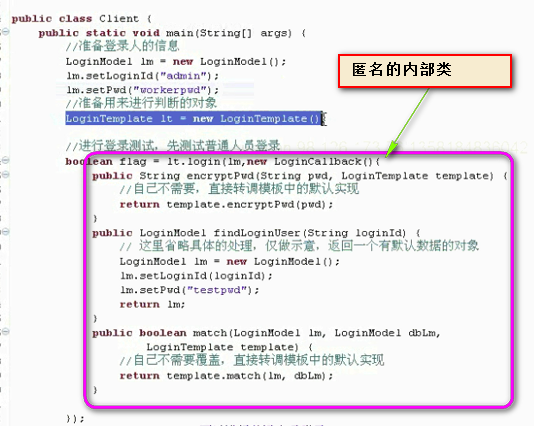 public class Client {
public static void main(String[] args) {
//准备登录人的信息
LoginModel lm = new LoginModel();
lm.setLoginId("admin");
lm.setPwd("workerpwd");
//准备用来进行判断的对象
LoginTemplate lt = new LoginTemplate();
匿名的内部类
//进行登录测试，先测试普通人员登录
boolean flag = lt.login(lm,new LoginCallback(){
public String encryptPwd(String pwd, LoginTemplate template) {
//自己不需要，直接转调模板中的默认实现
return template.encryptPwd(pwd);
}
public LoginModel findLoginUser(String loginId) {
// 这里省略具体的处理，仅做示意，返回一个有默认数据的对象
LoginModel lm = new LoginModel();
lm.setLoginId(loginId);
lm.setPwd("testpwd");
return lm;
}
public boolean match(LoginModel lm, LoginModel dbLm,
LoginTemplate template) {
//自己不需要覆盖，直接转调模板中的默认实现
return template.match(lm, dbLm);
}
});